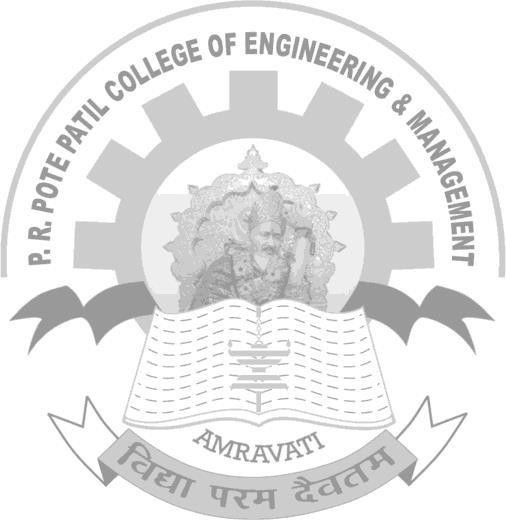 P. R. POTE PATIL COLLEGE OF ENGINEERING & MANAGEMENT
AMRAVATI
विद्या परम दैवतम